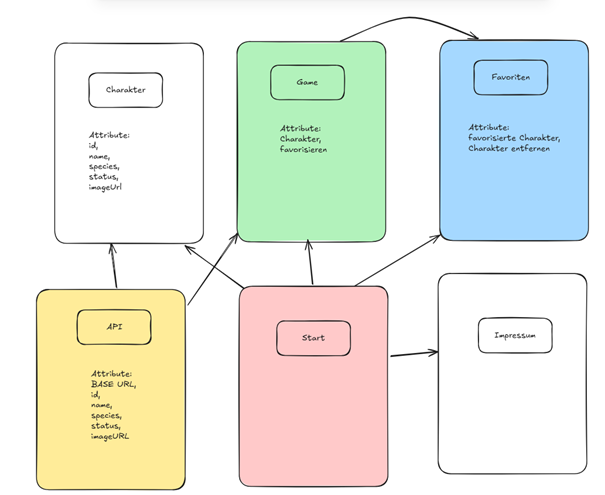 Charakter
Attribute:
id,
name,
species,
status,
imageUrl
Game
Attribute:
Charakter,
favorisieren
Favoriten
Attribute:
favorisierte Charakter,
Charakter entfernen
API
Attribute:
BASE URL,
id,
name,
species,
status,
imageURL
Start
Impressum